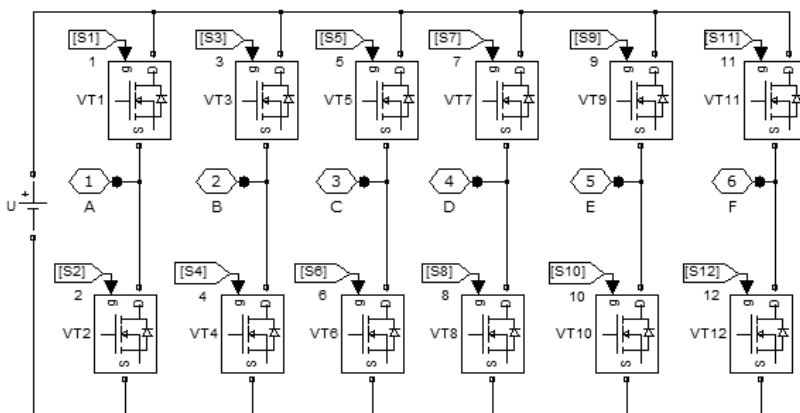 [S1] [S3] [S5] [S7] [S9] [S11]
1 g D 3 g D 5 g D 7 g D 9 g D 11 g D
VT1 VT3 VT5 VT7 VT9 VT11
S S S S S S
1 2 3 4 5 6
U + A B C D E F
[S2] [S4] [S6] [S8] [S10] [S12]
2 g D 4 g D 6 g D 8 g D 10 g D 12 g D
VT2 VT4 VT6 VT8 VT10 VT12
S S S S S S